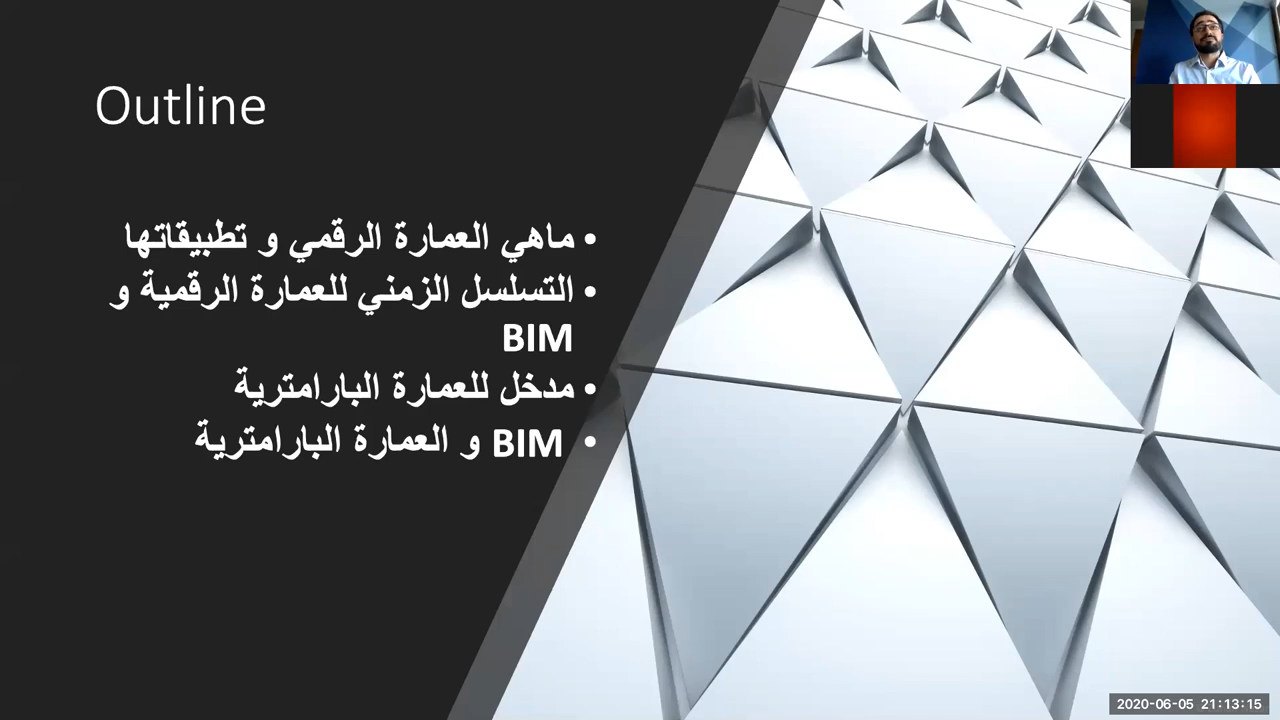 Outline
• ماهي العمارة الرقمي و تطبيقاتها
• التسلسل الزمني للعمارة الرقمية و
BIM
• مدخل للعمارة البارامترية
• BIM و العمارة البارامترية
2020-06-05 21:13:15